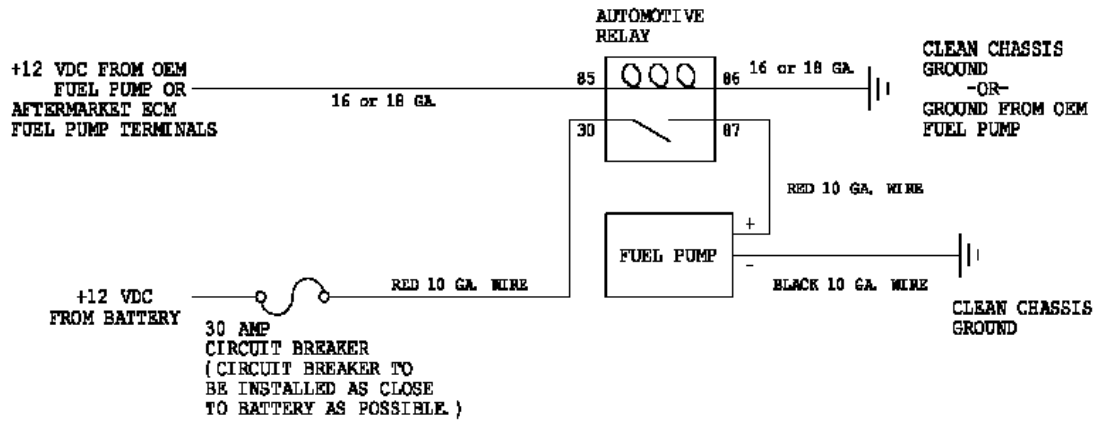 AUTOMOTIVE
RELAY
+12 VDC FROM OEM
FUEL PUMP OR
AFTERMARKET ECM
FUEL PUMP TERMINALS
16 or 18 GA.
85
86
16 or 18 GA.
30
87
CLEAN CHASSIS
GROUND
-OR-
GROUND FROM OEM
FUEL PUMP
RED 10 GA. WIRE
FUEL PUMP
+
-
BLACK 10 GA. WIRE
CLEAN CHASSIS
GROUND
+12 VDC
FROM BATTERY
RED 10 GA. WIRE
30 AMP
CIRCUIT BREAKER
(CIRCUIT BREAKER TO
BE INSTALLED AS CLOSE
TO BATTERY AS POSSIBLE.)